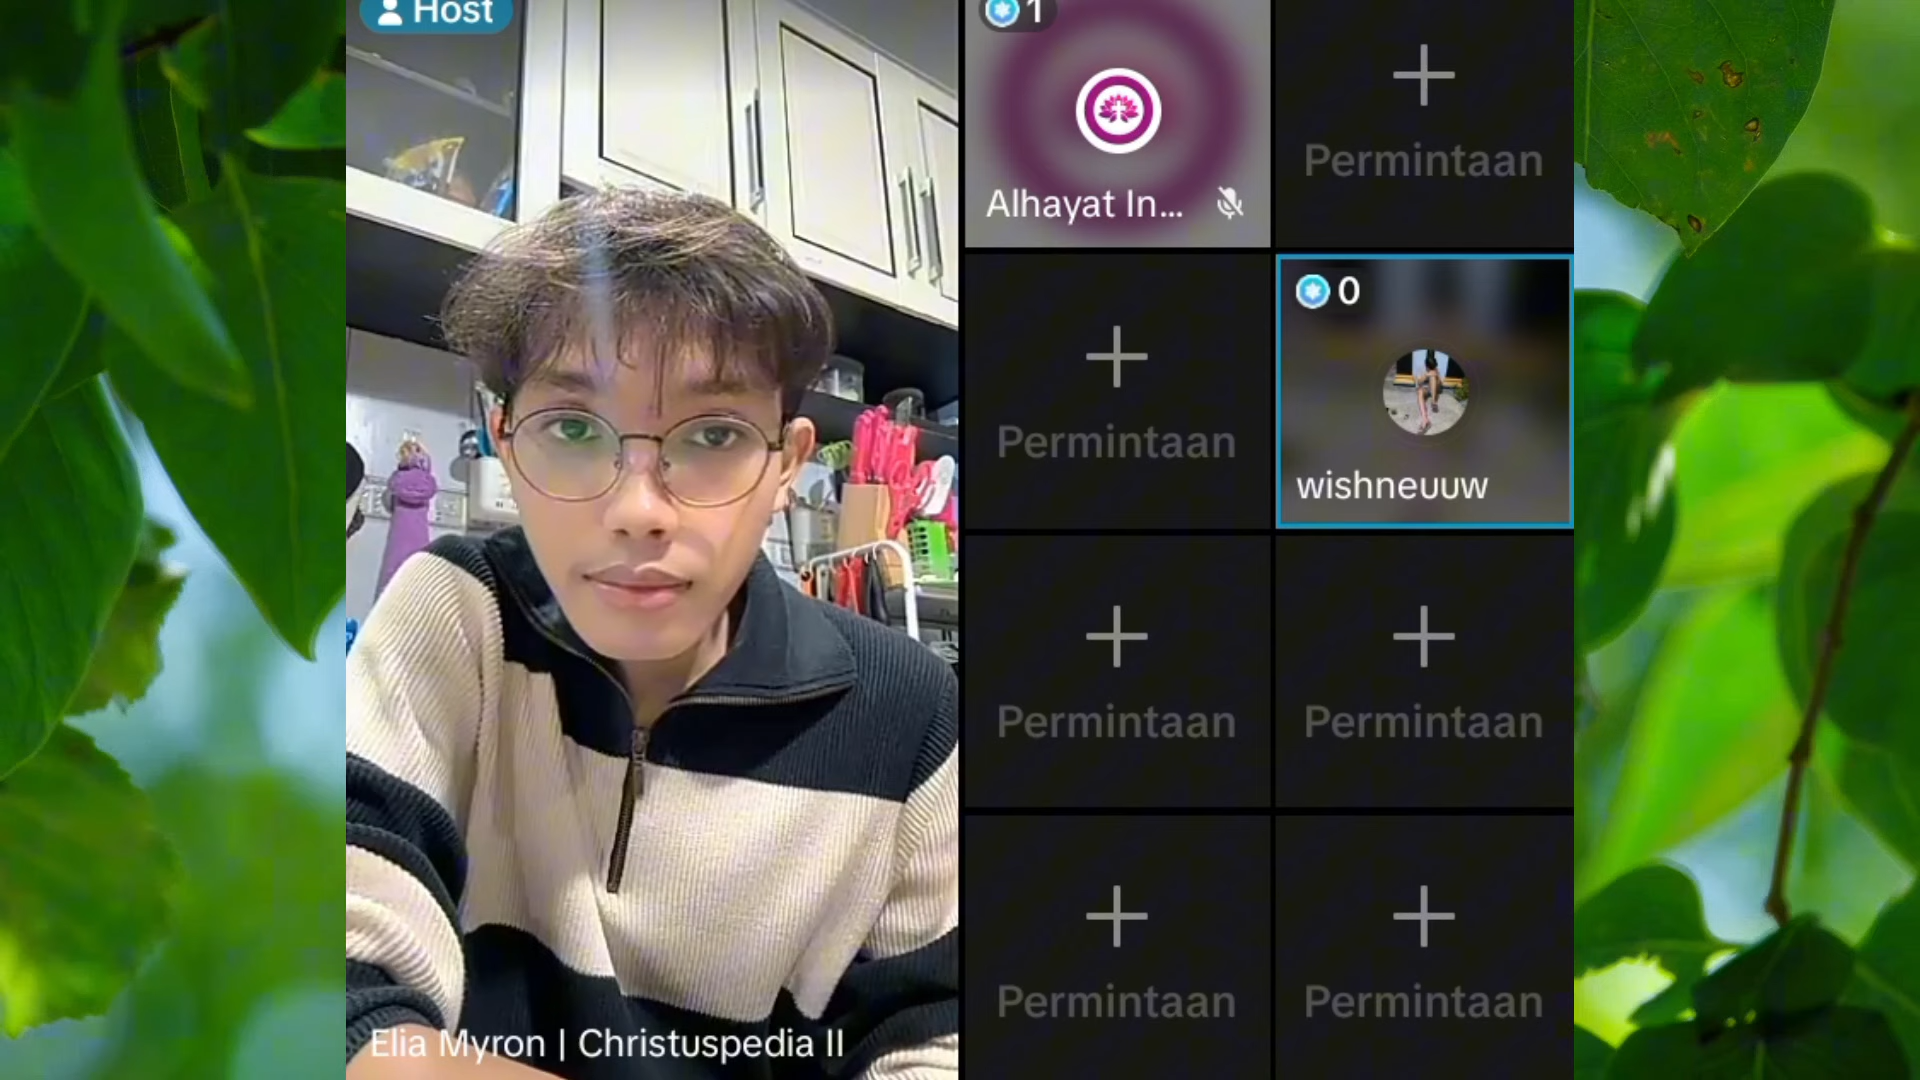 Host
1
Alhayat In...
Permintaan
Permintaan
0
wishneuuw
Permintaan
Permintaan
Permintaan
Permintaan
Elia Myron | Christuspedia II